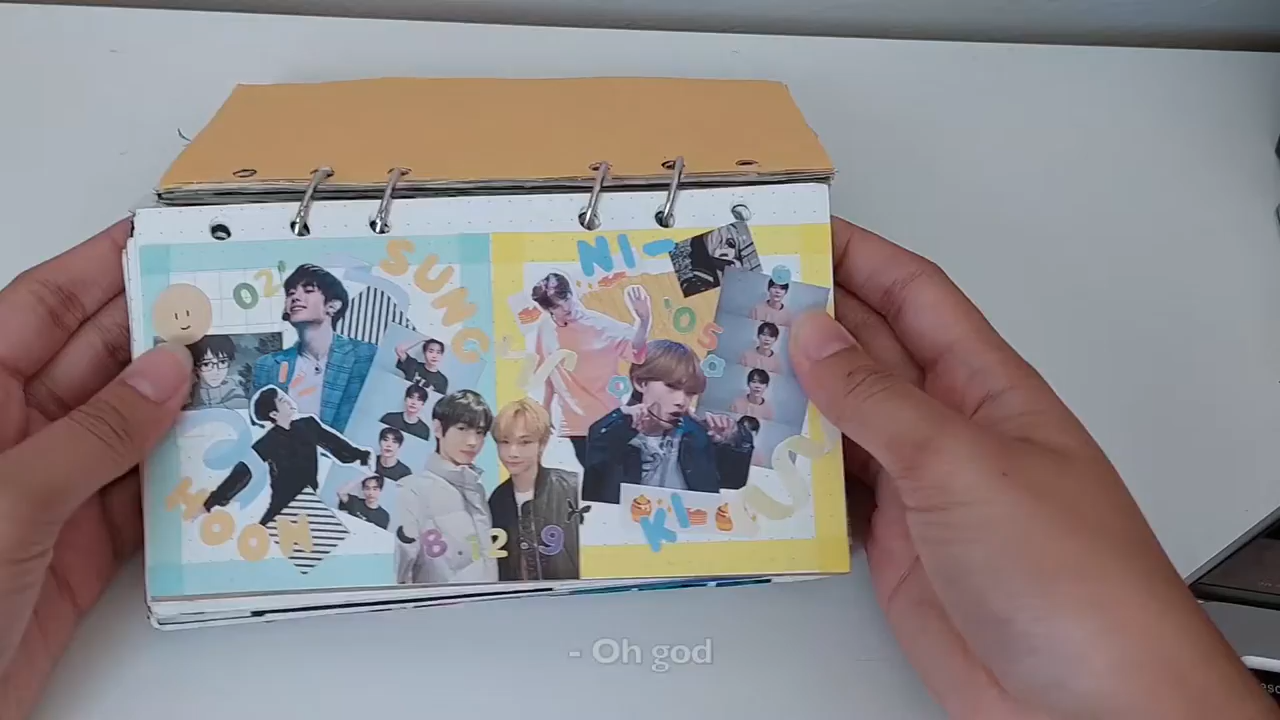 02'
SUNG
HOON
NI-
'05
KI
8.12.9
- Oh god